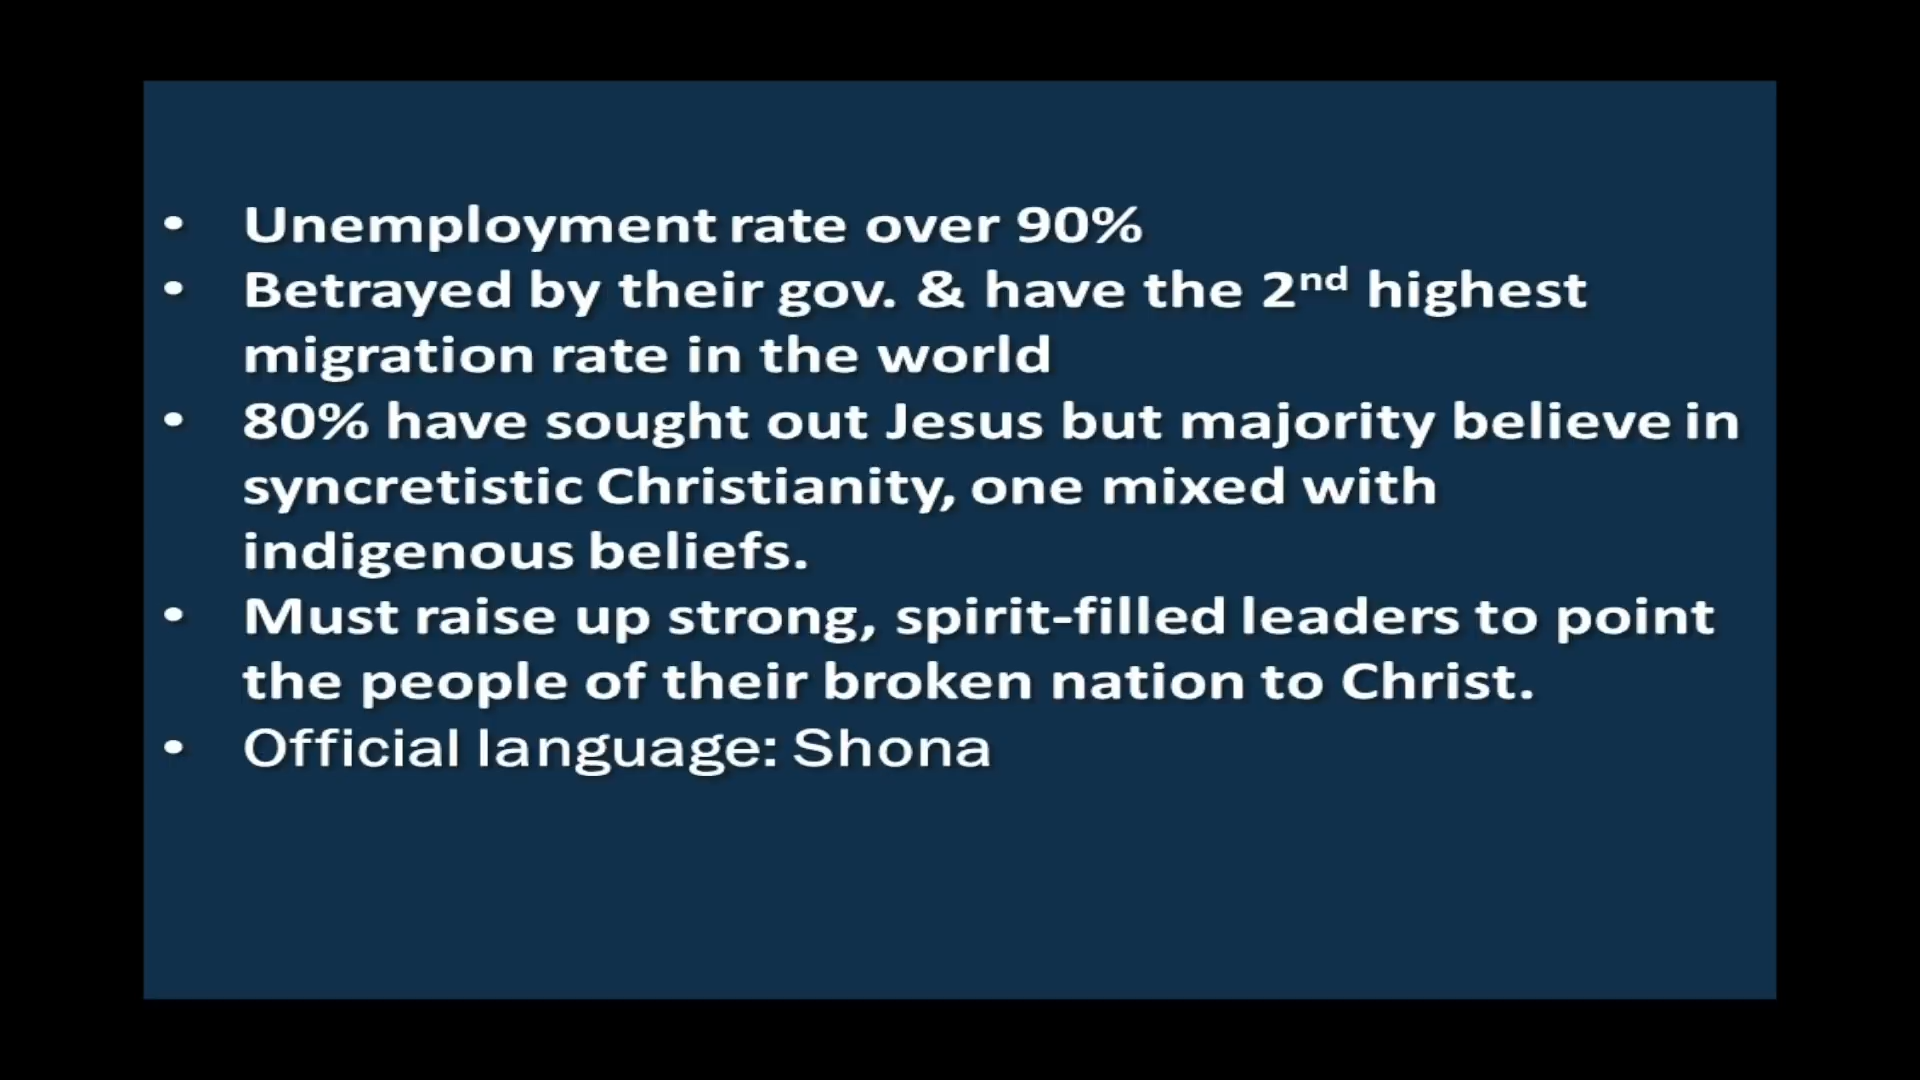 • Unemployment rate over 90%
• Betrayed by their gov. & have the 2nd highest
migration rate in the world
• 80% have sought out Jesus but majority believe in
syncretistic Christianity, one mixed with
indigenous beliefs.
• Must raise up strong, spirit-filled leaders to point
the people of their broken nation to Christ.
• Official language: Shona